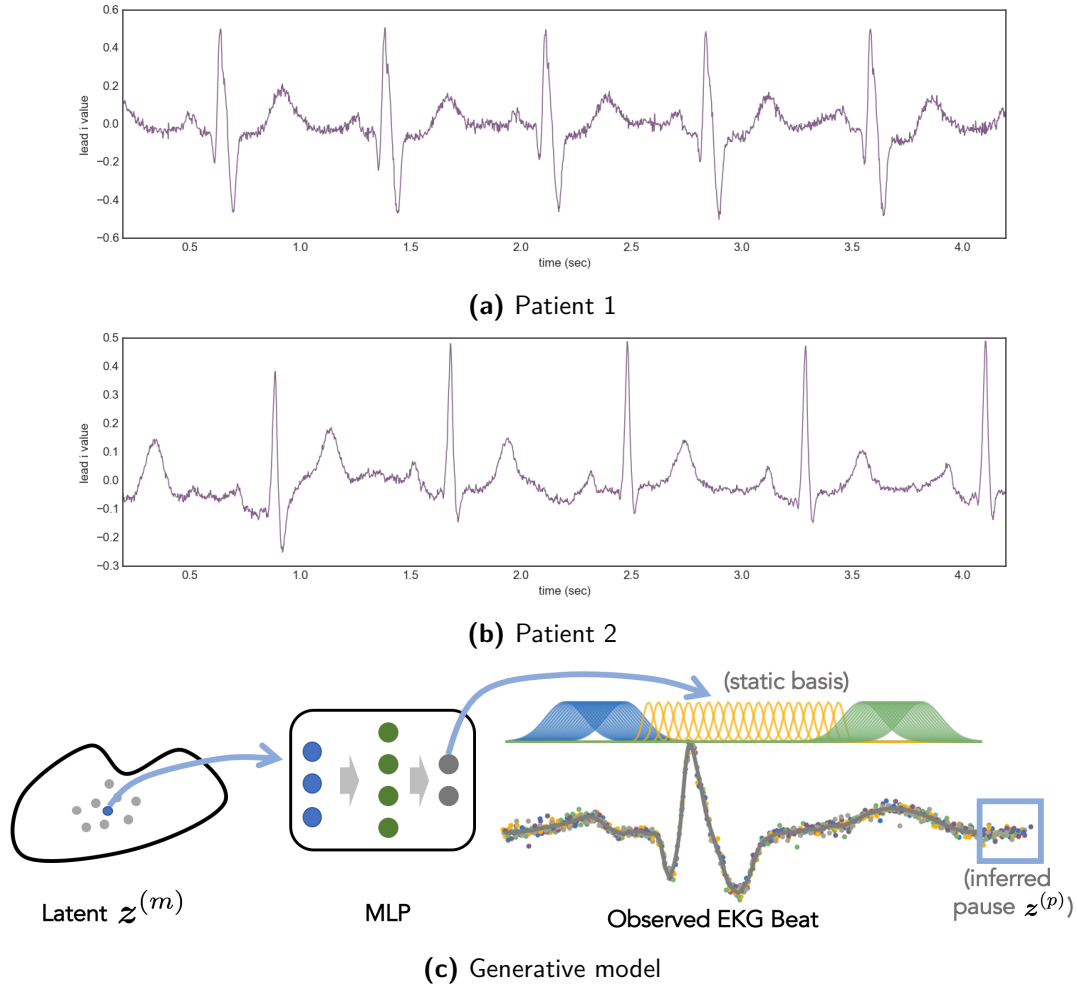 0.6
0.4
0.2
0.0
−0.2
−0.4
−0.6
lead i value
0.5 1.0 1.5 2.0 2.5 3.0 3.5 4.0
time (sec)
(a) Patient 1
0.5
0.4
0.3
0.2
0.1
0.0
−0.1
−0.2
−0.3
lead i value
0.5 1.0 1.5 2.0 2.5 3.0 3.5 4.0
time (sec)
(b) Patient 2
(static basis)
(inferred
pause z^{(p)})
Latent z^{(m)}
MLP
Observed EKG Beat
(c) Generative model